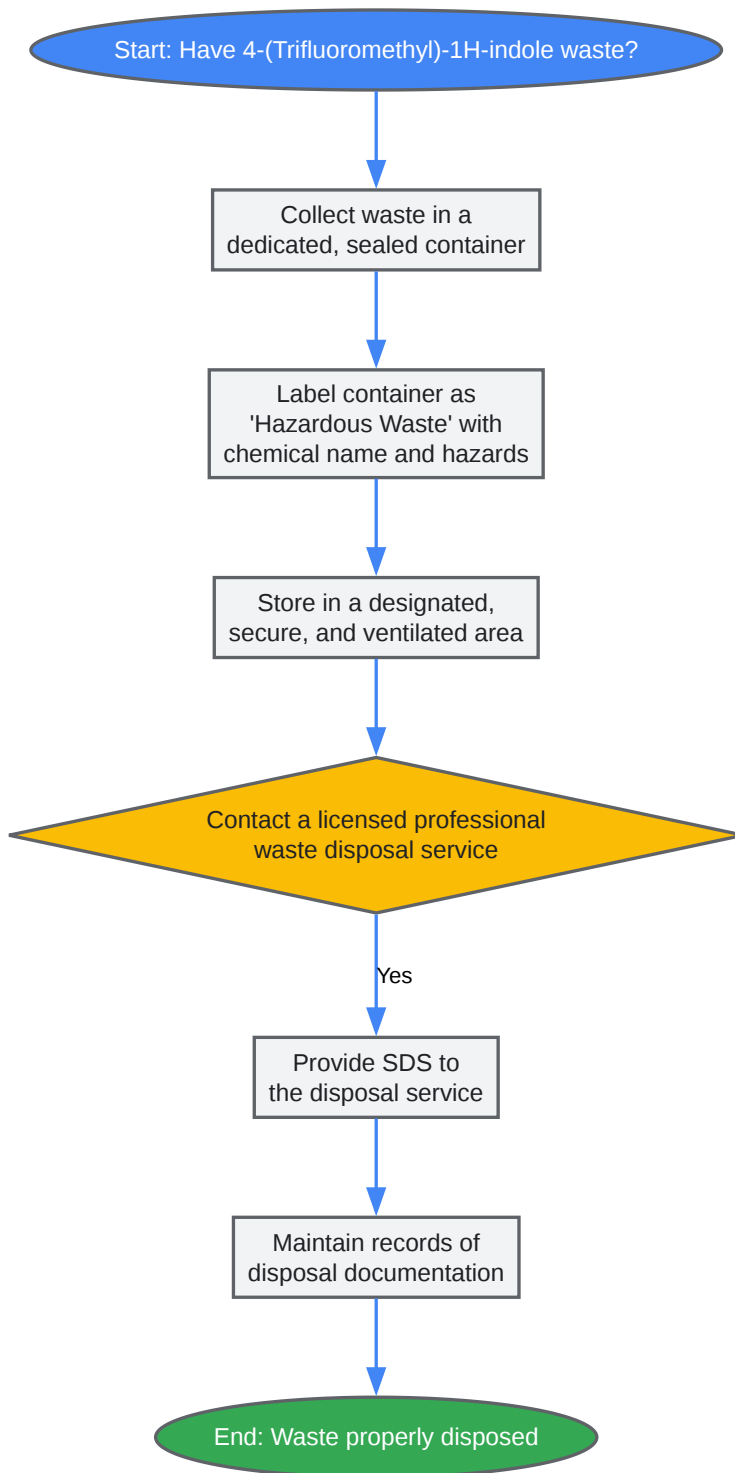 Start: Have 4-(Trifluoromethyl)-1H-indole waste?
Collect waste in a
dedicated, sealed container
Label container as
'Hazardous Waste' with
chemical name and hazards
Store in a designated,
secure, and ventilated area
Contact a licensed professional
waste disposal service
Yes
Provide SDS to
the disposal service
Maintain records of
disposal documentation
End: Waste properly disposed